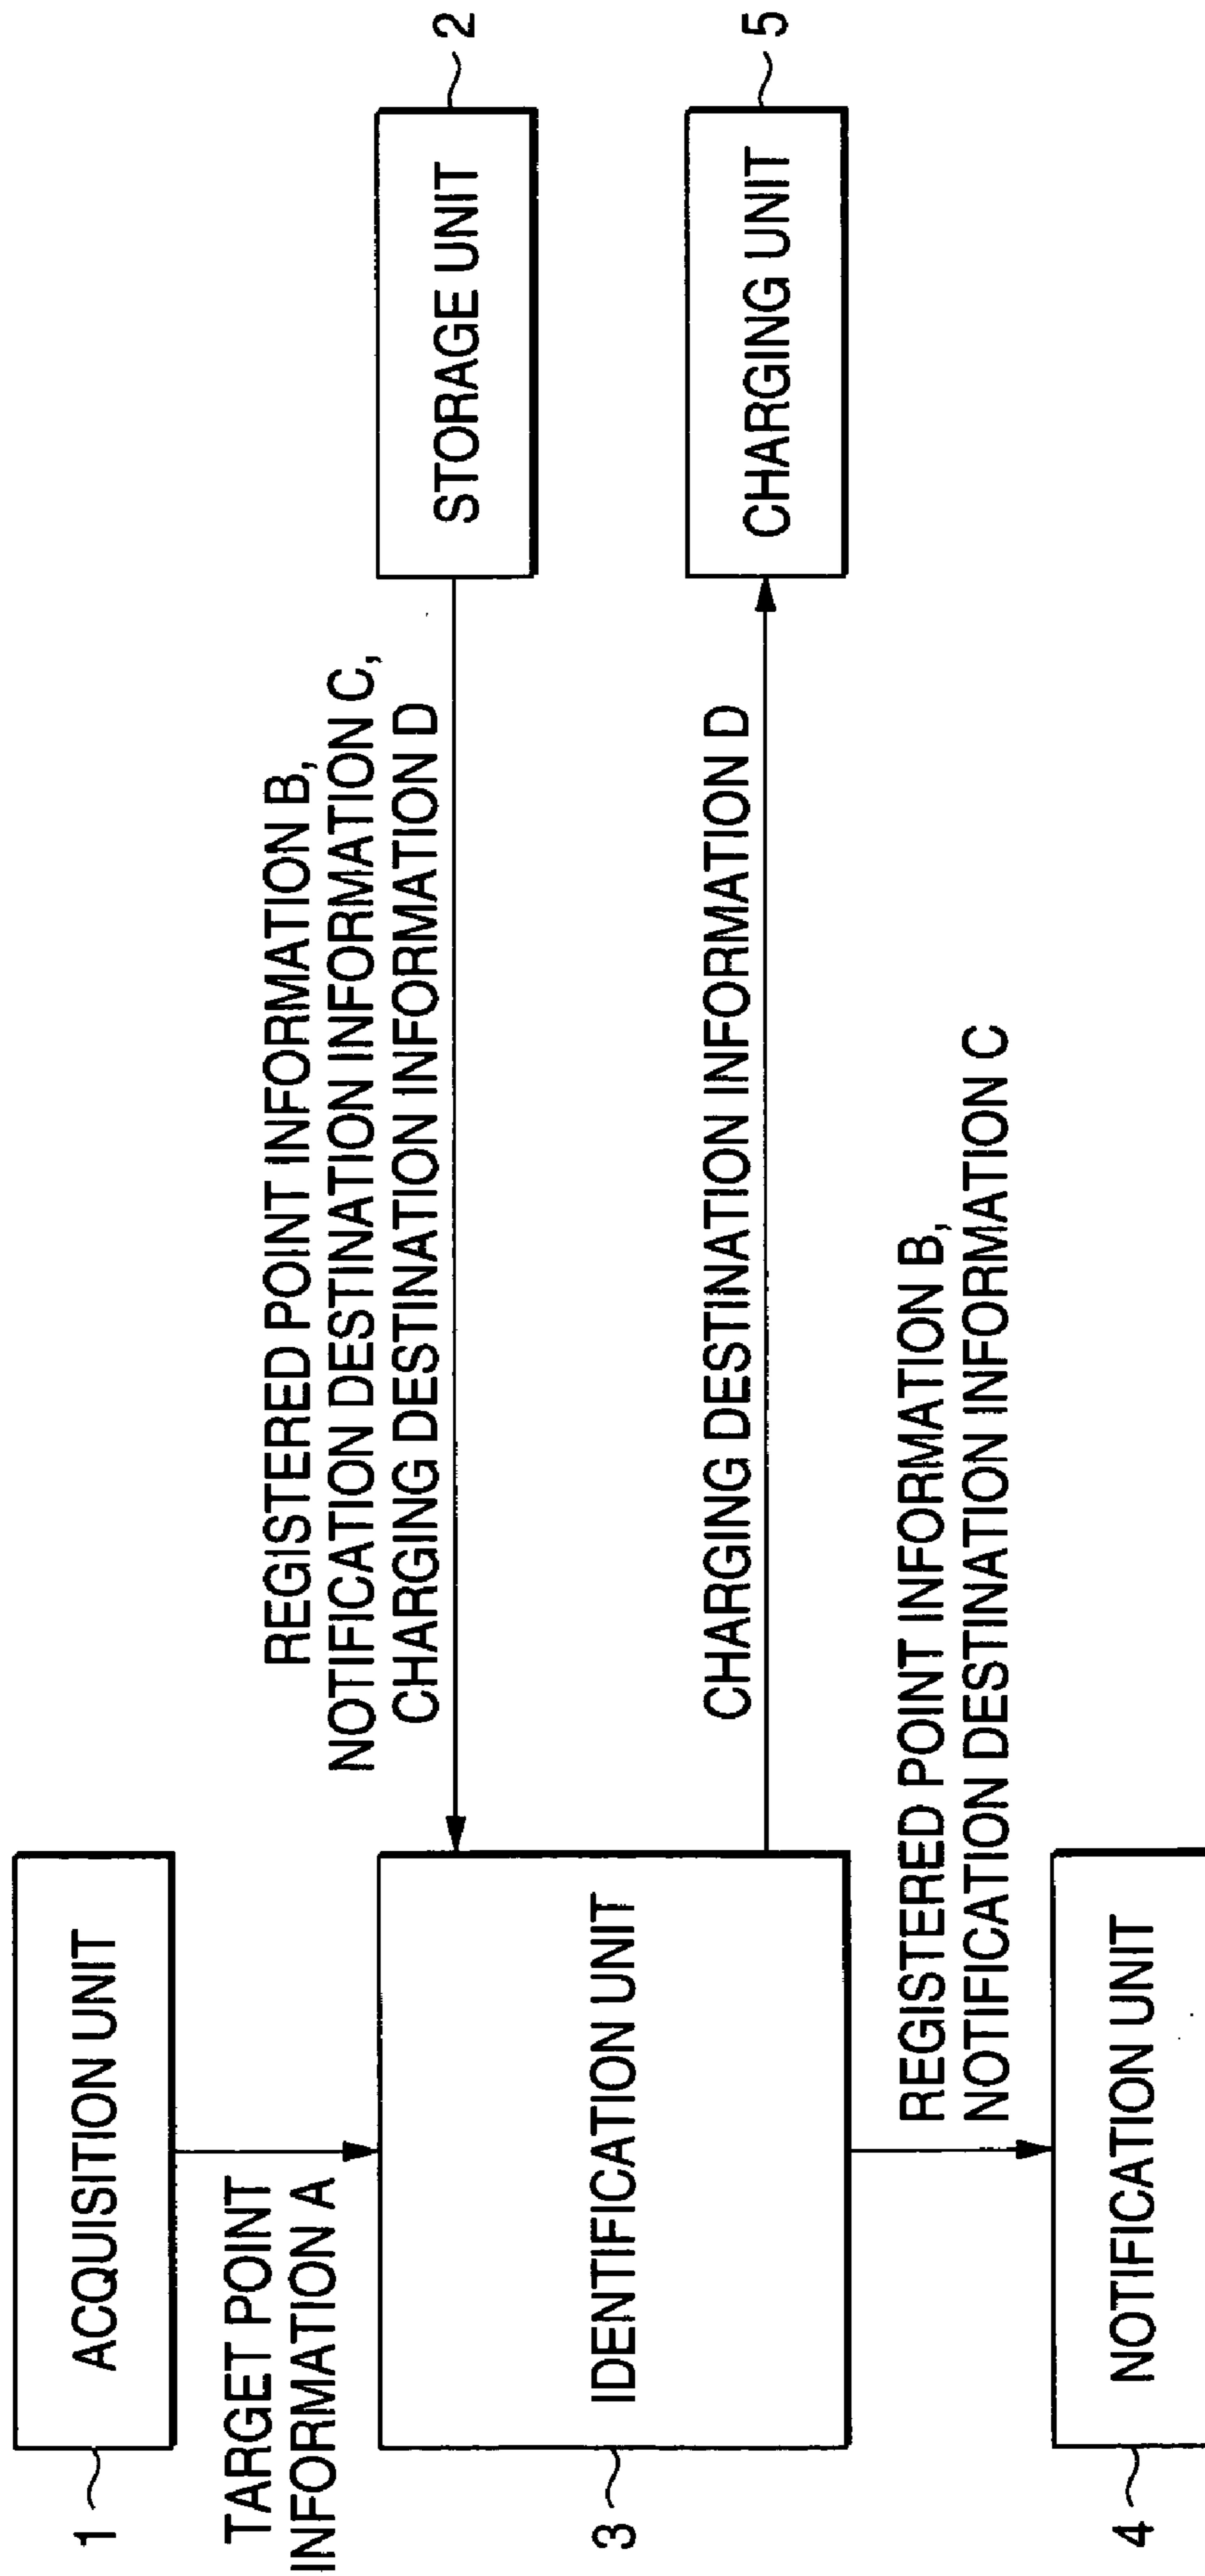 1
ACQUISITION UNIT
TARGET POINT
INFORMATION A
REGISTERED POINT INFORMATION B,
NOTIFICATION DESTINATION INFORMATION C,
CHARGING DESTINATION INFORMATION D
STORAGE UNIT
2
3
IDENTIFICATION UNIT
CHARGING DESTINATION INFORMATION D
CHARGING UNIT
5
REGISTERED POINT INFORMATION B,
NOTIFICATION DESTINATION INFORMATION C
4
NOTIFICATION UNIT